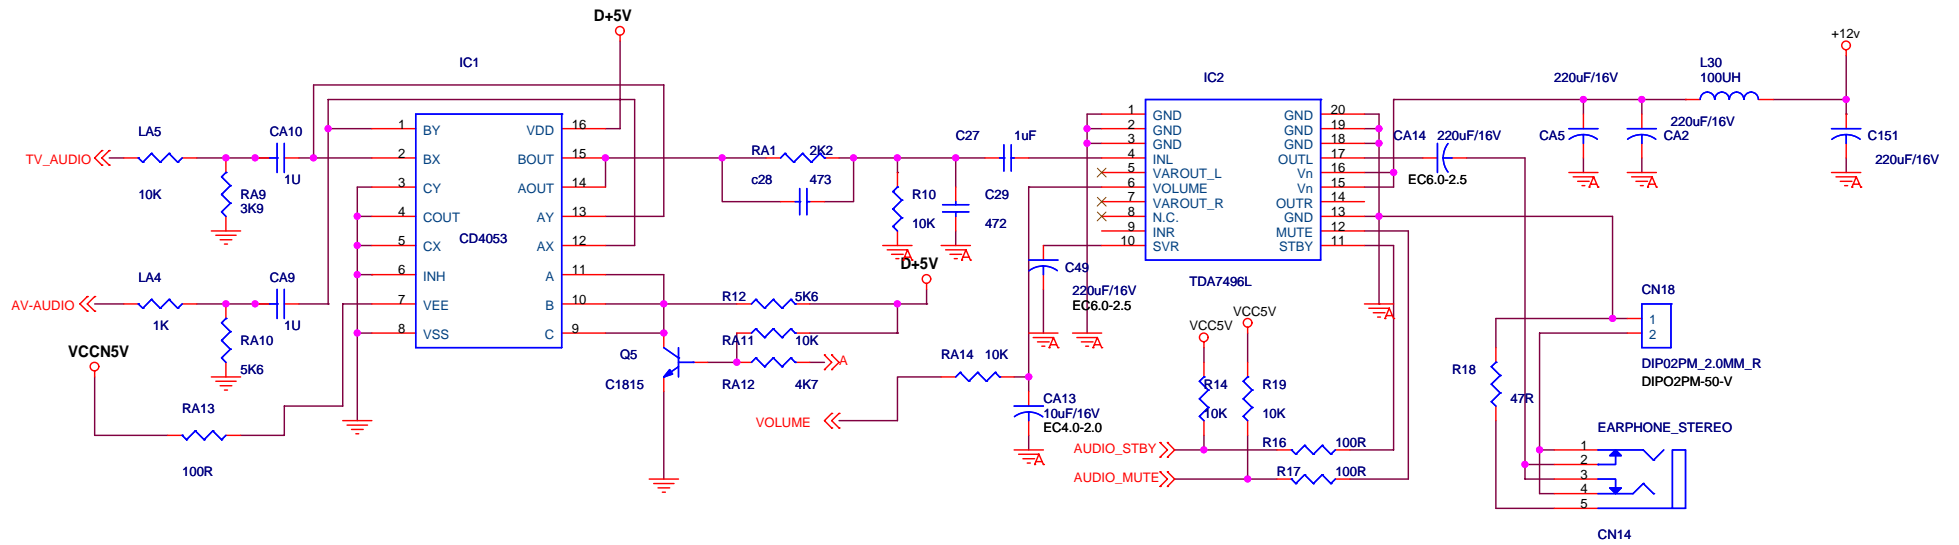 D+5V
IC1
IC2
+12v
L30
100UH
220uF/16V
LA5
CA10
C27
1uF
CA14
220uF/16V
CA5
220uF/16V
CA2
C151
220uF/16V
TV_AUDIO
10K
RA9
3K9
1U
1 BY
2 BX
3 CY
4 COUT
5 CX
6 INH
7 VEE
8 VSS
CD4053
VDD 16
BOUT 15
AOUT 14
AY 13
AX 12
A 11
B 10
C 9
RA1 2K2
c28 473
R10
10K
C29
472
A
A
1 GND
2 GND
3 GND
4 INL
5 VAROUT_L
6 VOLUME
7 VAROUT_R
8 N.C.
9 INR
10 SVR
GND 20
GND 19
GND 18
OUTL 17
Vn 16
Vn 15
OUTR 14
GND 13
MUTE 12
STBY 11
TDA7496L
EC6.0-2.5
A
A
A
LA4
CA9
AV-AUDIO
1K
1U
RA10
5K6
VCCN5V
RA13
100R
D+5V
R12 5K6
RA11 10K
RA12 4K7
A
Q5
C1815
C49
220uF/16V
EC6.0-2.5
A
A
A
RA14 10K
VOLUME
CA13
10uF/16V
EC4.0-2.0
A
VCC5V
VCC5V
R14
10K
R19
10K
AUDIO_STBY
R16 100R
AUDIO_MUTE
R17 100R
CN18
1
2
DIP02PM_2.0MM_R
DIPO2PM-50-V
R18
47R
EARPHONE_STEREO
1
2
3
4
5
CN14